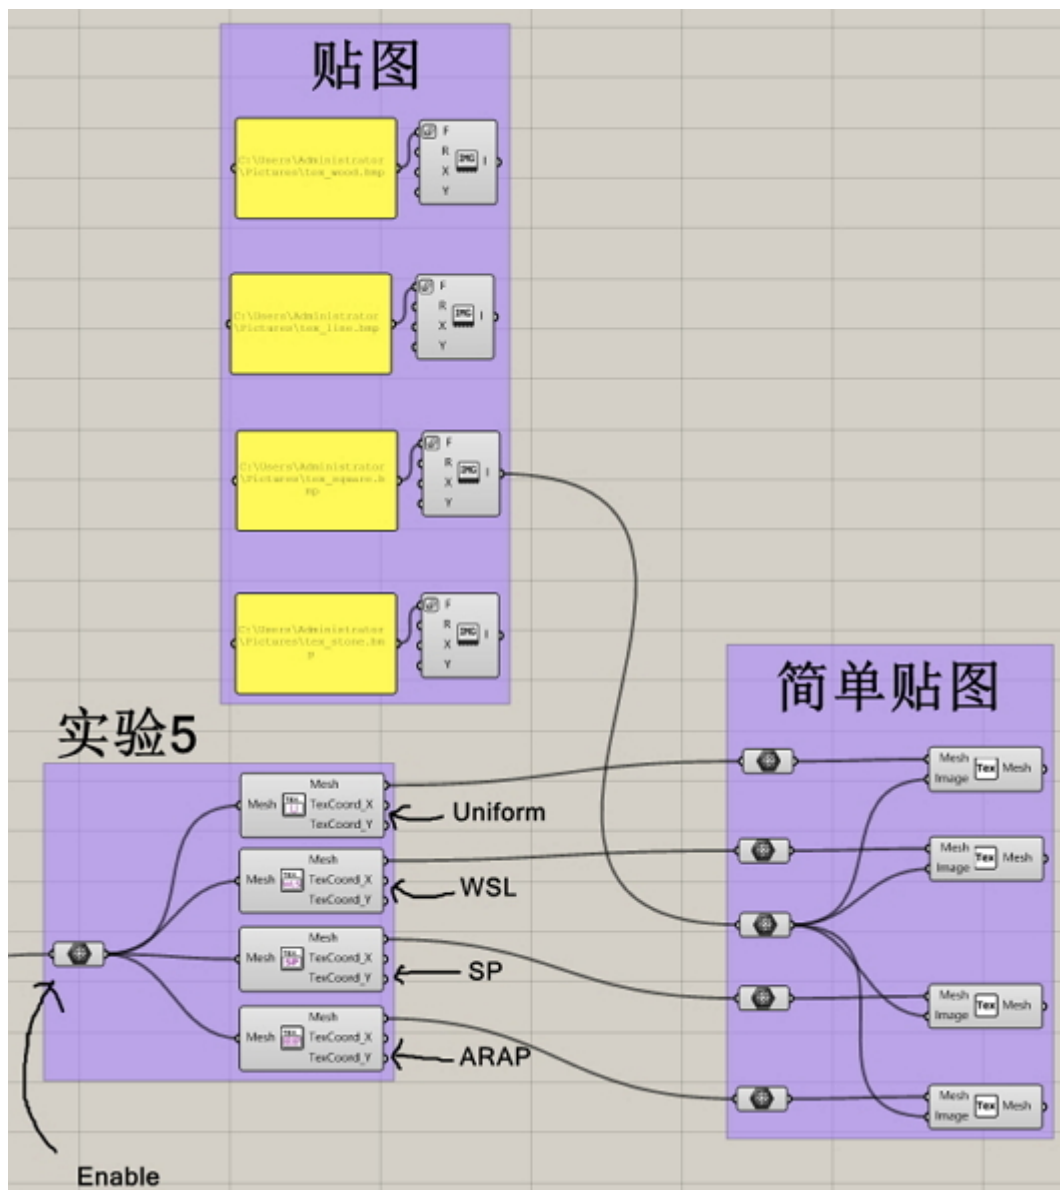 贴图
C:\Users\Administrator
\Pictures\tex_wood.bmp
F
R
X
Y
IMG
I
C:\Users\Administrator
\Pictures\tex_line.bmp
F
R
X
Y
IMG
I
C:\Users\Administrator
\Pictures\tex_square.b
mp
F
R
X
Y
IMG
I
C:\Users\Administrator
\Pictures\tex_stone.bm
p
F
R
X
Y
IMG
I
实验5
Mesh
Mesh
TexCoord_X
TexCoord_Y
Uniform
Mesh
Mesh
TexCoord_X
TexCoord_Y
WSL
Mesh
Mesh
TexCoord_X
TexCoord_Y
SP
Mesh
Mesh
TexCoord_X
TexCoord_Y
ARAP
Enable
简单贴图
Mesh
Image
Tex
Mesh
Mesh
Image
Tex
Mesh
Mesh
Image
Tex
Mesh
Mesh
Image
Tex
Mesh